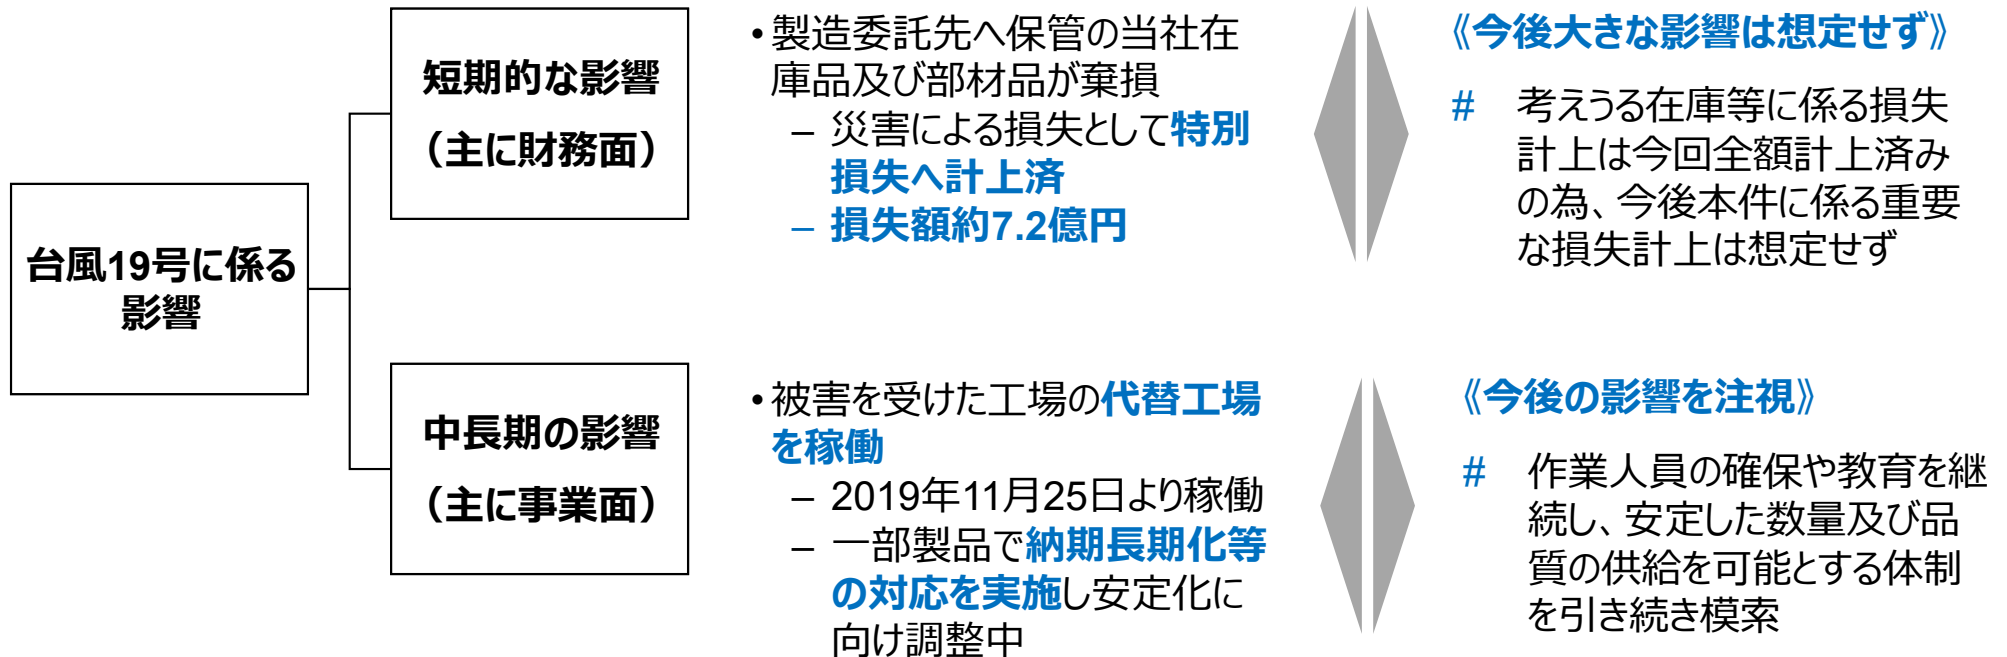 台風19号に係る
影響
短期的な影響
（主に財務面）
•製造委託先へ保管の当社在
庫品及び部材品が棄損
– 災害による損失として特別
損失へ計上済
– 損失額約7.2億円
《今後大きな影響は想定せず》
# 考えうる在庫等に係る損失
計上は今回全額計上済み
の為、今後本件に係る重要
な損失計上は想定せず
中長期の影響
（主に事業面）
•被害を受けた工場の代替工場
を稼働
– 2019年11月25日より稼働
– 一部製品で納期長期化等
の対応を実施し安定化に
向け調整中
《今後の影響を注視》
# 作業人員の確保や教育を継
続し、安定した数量及び品
質の供給を可能とする体制
を引き続き模索